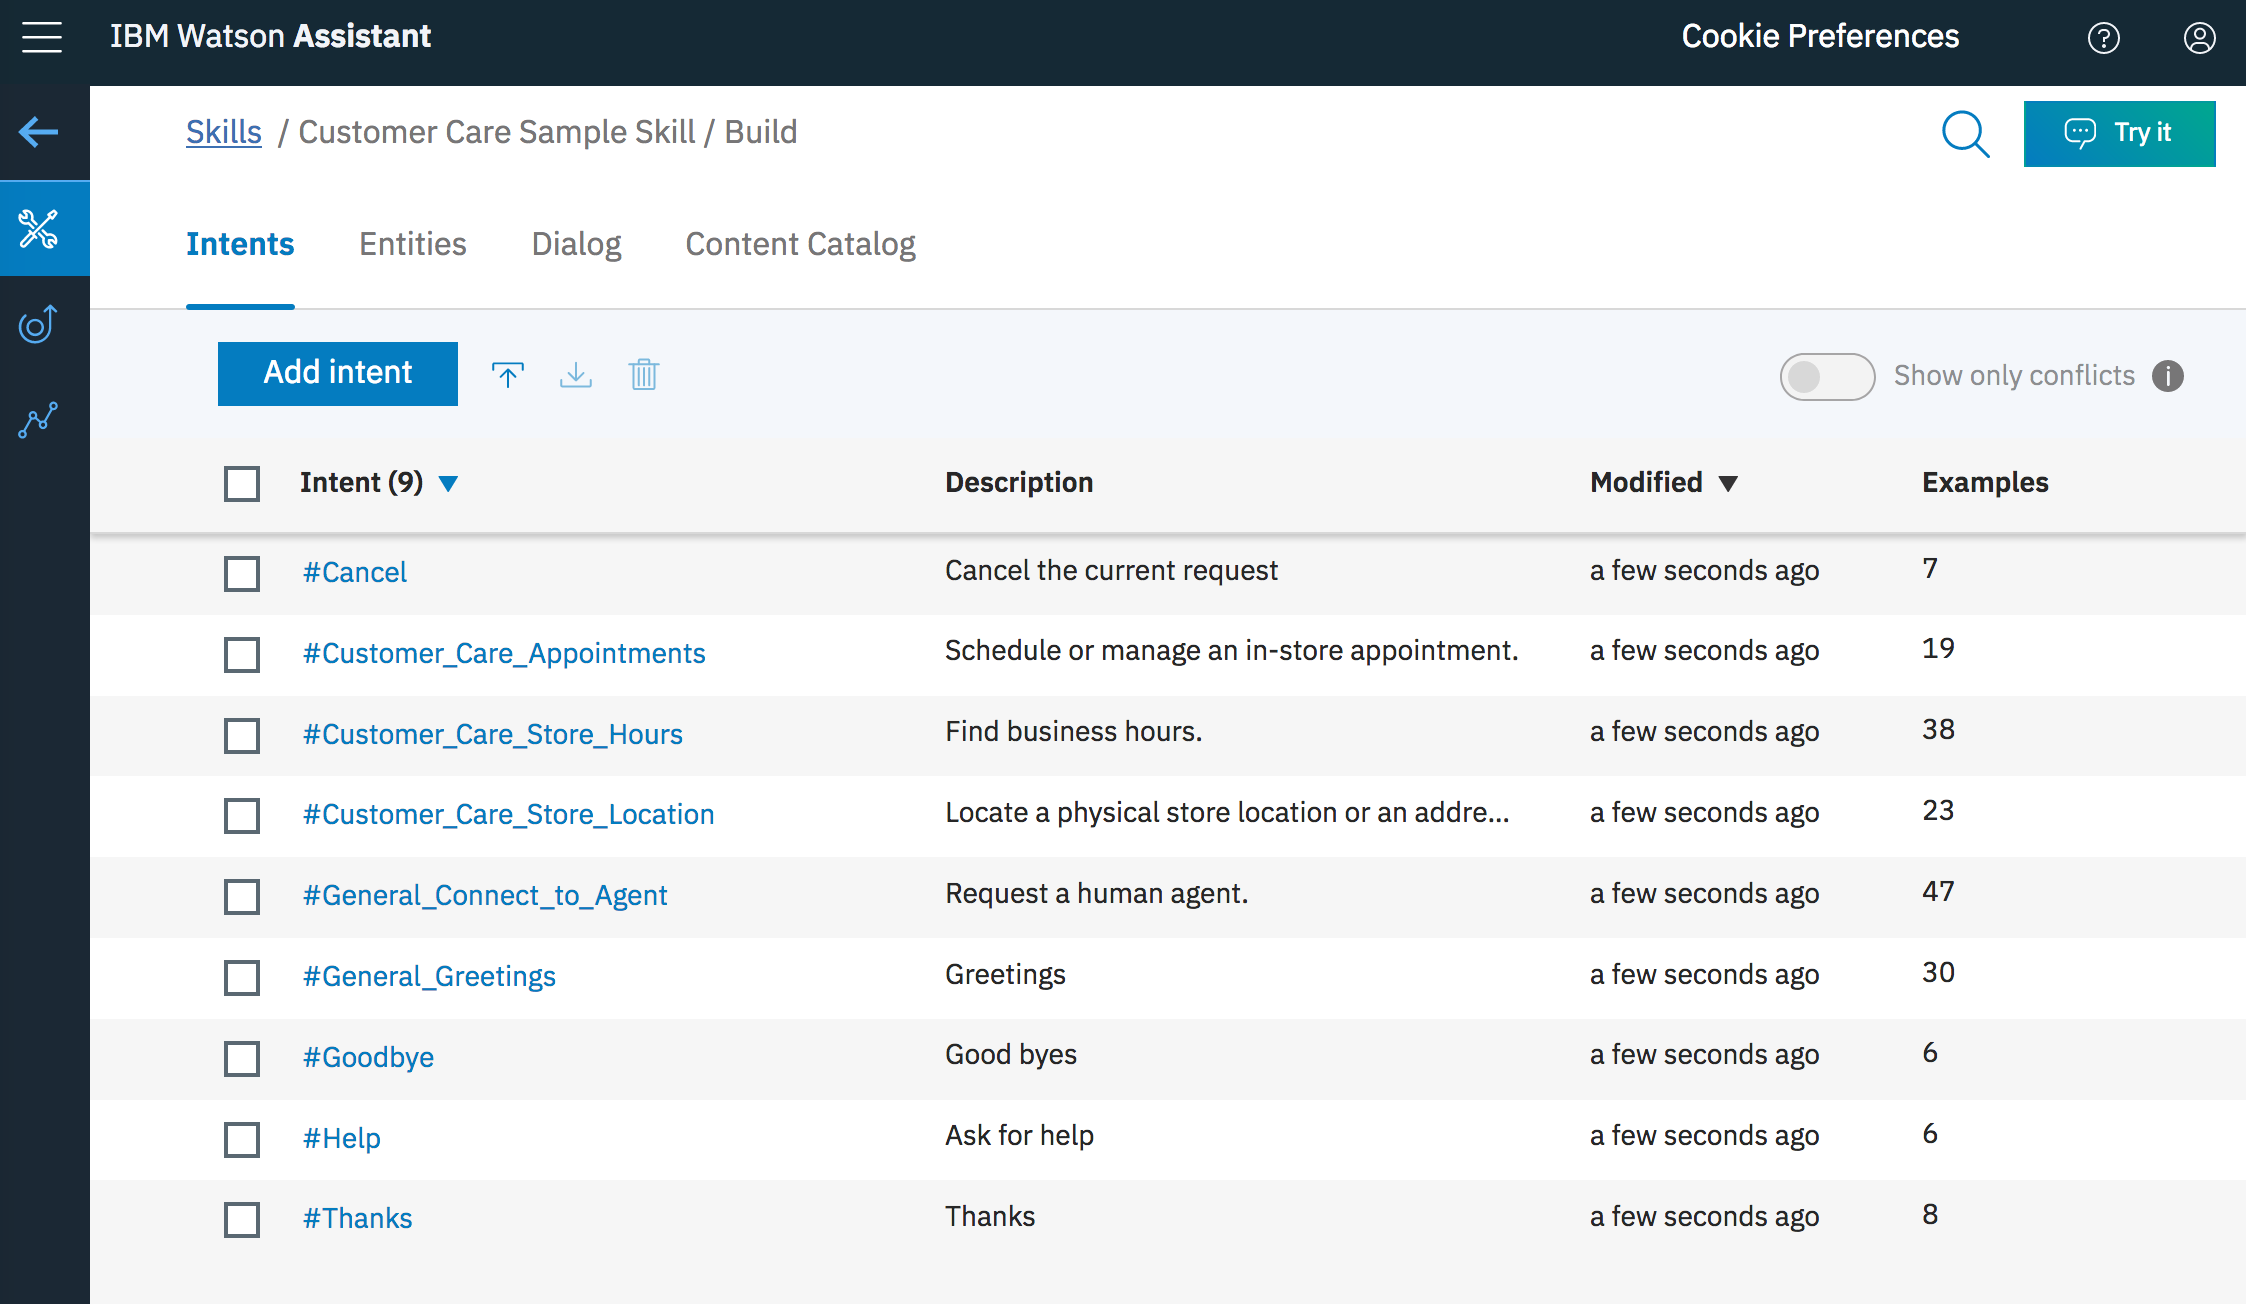 IBM Watson Assistant
Cookie Preferences
Skills / Customer Care Sample Skill / Build
Try it
Intents Entities Dialog Content Catalog
Add intent
Show only conflicts
Intent (9) Description Modified Examples
#Cancel Cancel the current request a few seconds ago 7
#Customer_Care_Appointments Schedule or manage an in-store appointment. a few seconds ago 19
#Customer_Care_Store_Hours Find business hours. a few seconds ago 38
#Customer_Care_Store_Location Locate a physical store location or an addre... a few seconds ago 23
#General_Connect_to_Agent Request a human agent. a few seconds ago 47
#General_Greetings Greetings a few seconds ago 30
#Goodbye Good byes a few seconds ago 6
#Help Ask for help a few seconds ago 6
#Thanks Thanks a few seconds ago 8